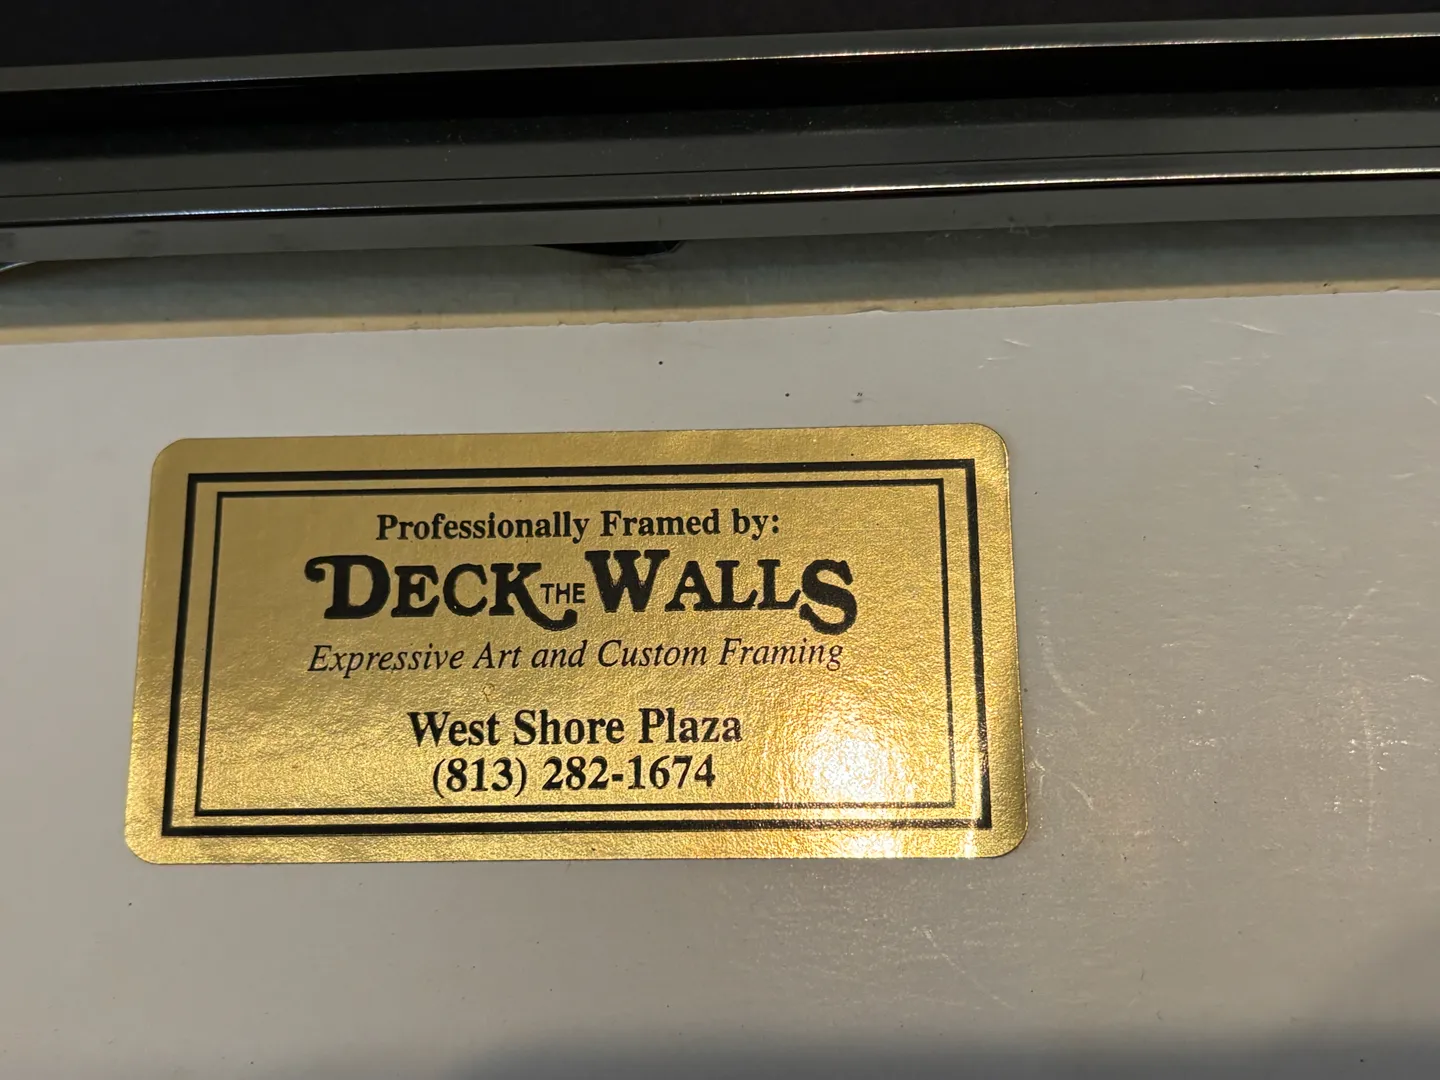 Professionally Framed by:
DECK THE WALLS
Expressive Art and Custom Framing
West Shore Plaza
(813) 282-1674